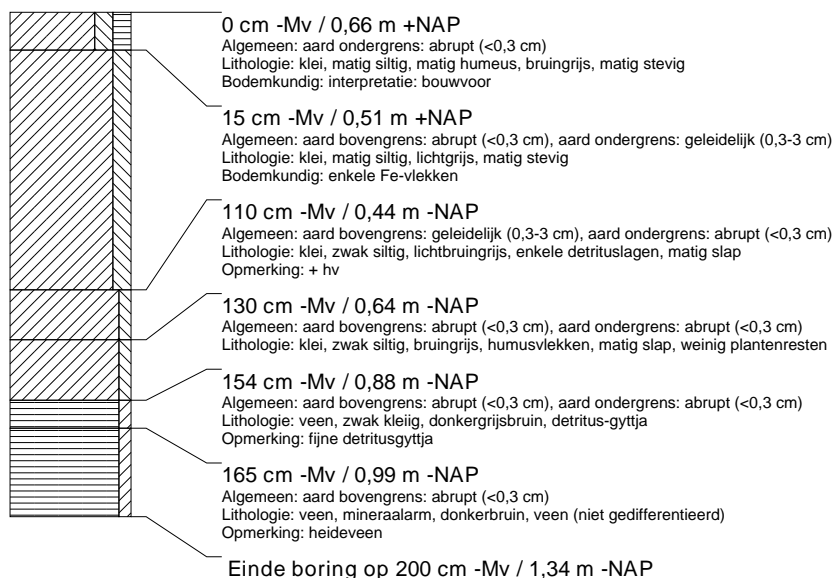 0 cm -Mv / 0,66 m +NAP
Algemeen: aard ondergrens: abrupt (<0,3 cm)
Lithologie: klei, matig siltig, matig humeus, bruingrijs, matig stevig
Bodemkundig: interpretatie: bouwvoor
15 cm -Mv / 0,51 m +NAP
Algemeen: aard bovengrens: abrupt (<0,3 cm), aard ondergrens: geleidelijk (0,3-3 cm)
Lithologie: klei, matig siltig, lichtgrijs, matig stevig
Bodemkundig: enkele Fe-vlekken
110 cm -Mv / 0,44 m -NAP
Algemeen: aard bovengrens: geleidelijk (0,3-3 cm), aard ondergrens: abrupt (<0,3 cm)
Lithologie: klei, zwak siltig, lichtbruingrijs, enkele detrituslagen, matig slap
Opmerking: + hv
130 cm -Mv / 0,64 m -NAP
Algemeen: aard bovengrens: abrupt (<0,3 cm), aard ondergrens: abrupt (<0,3 cm)
Lithologie: klei, zwak siltig, bruingrijs, humusvlekken, matig slap, weinig plantenresten
154 cm -Mv / 0,88 m -NAP
Algemeen: aard bovengrens: abrupt (<0,3 cm), aard ondergrens: abrupt (<0,3 cm)
Lithologie: veen, zwak kleiig, donkergrijsbruin, detritus-gyttja
Opmerking: fijne detritusgyttja
165 cm -Mv / 0,99 m -NAP
Algemeen: aard bovengrens: abrupt (<0,3 cm)
Lithologie: veen, mineraalarm, donkerbruin, veen (niet gedifferentieerd)
Opmerking: heideveen
Einde boring op 200 cm -Mv / 1,34 m -NAP